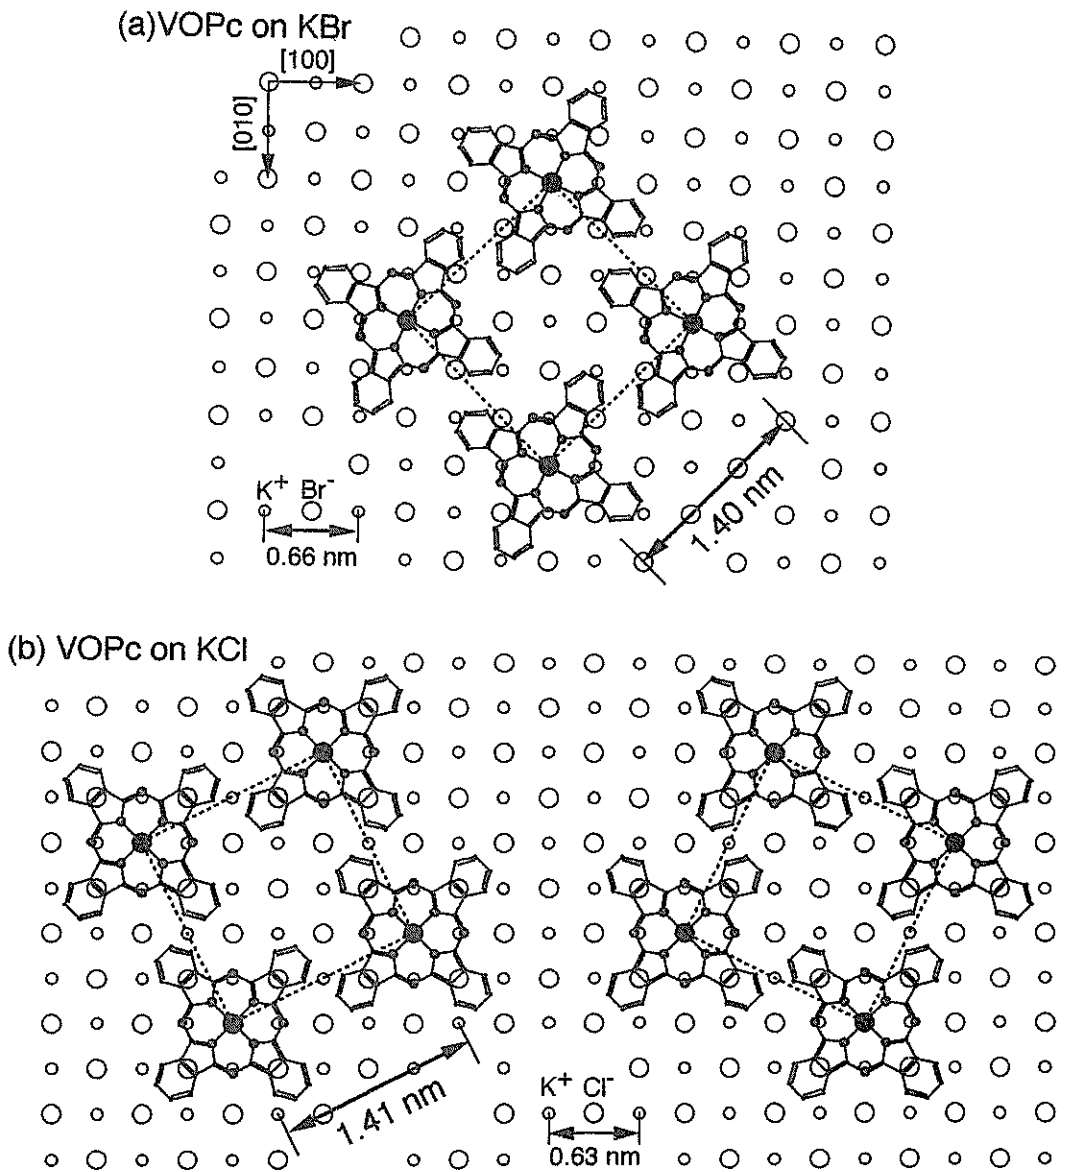 (a)VOPc on KBr
[100]
[010]
K⁺ Br⁻
0.66 nm
1.40 nm
(b) VOPc on KCl
1.41 nm
K⁺ Cl⁻
0.63 nm